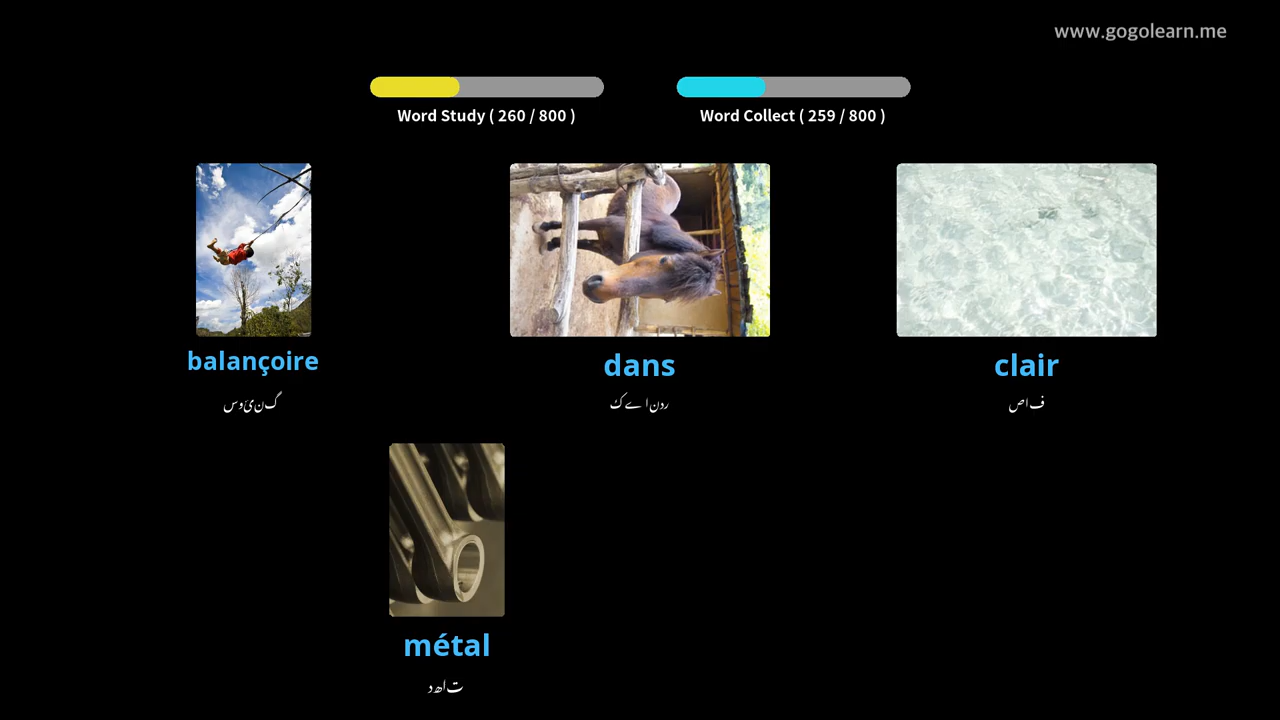 www.gogolearn.me
Word Study ( 260 / 800 )
Word Collect ( 259 / 800 )
balançoire
سوئنگ
dans
کے اندر
clair
صاف
métal
دھات